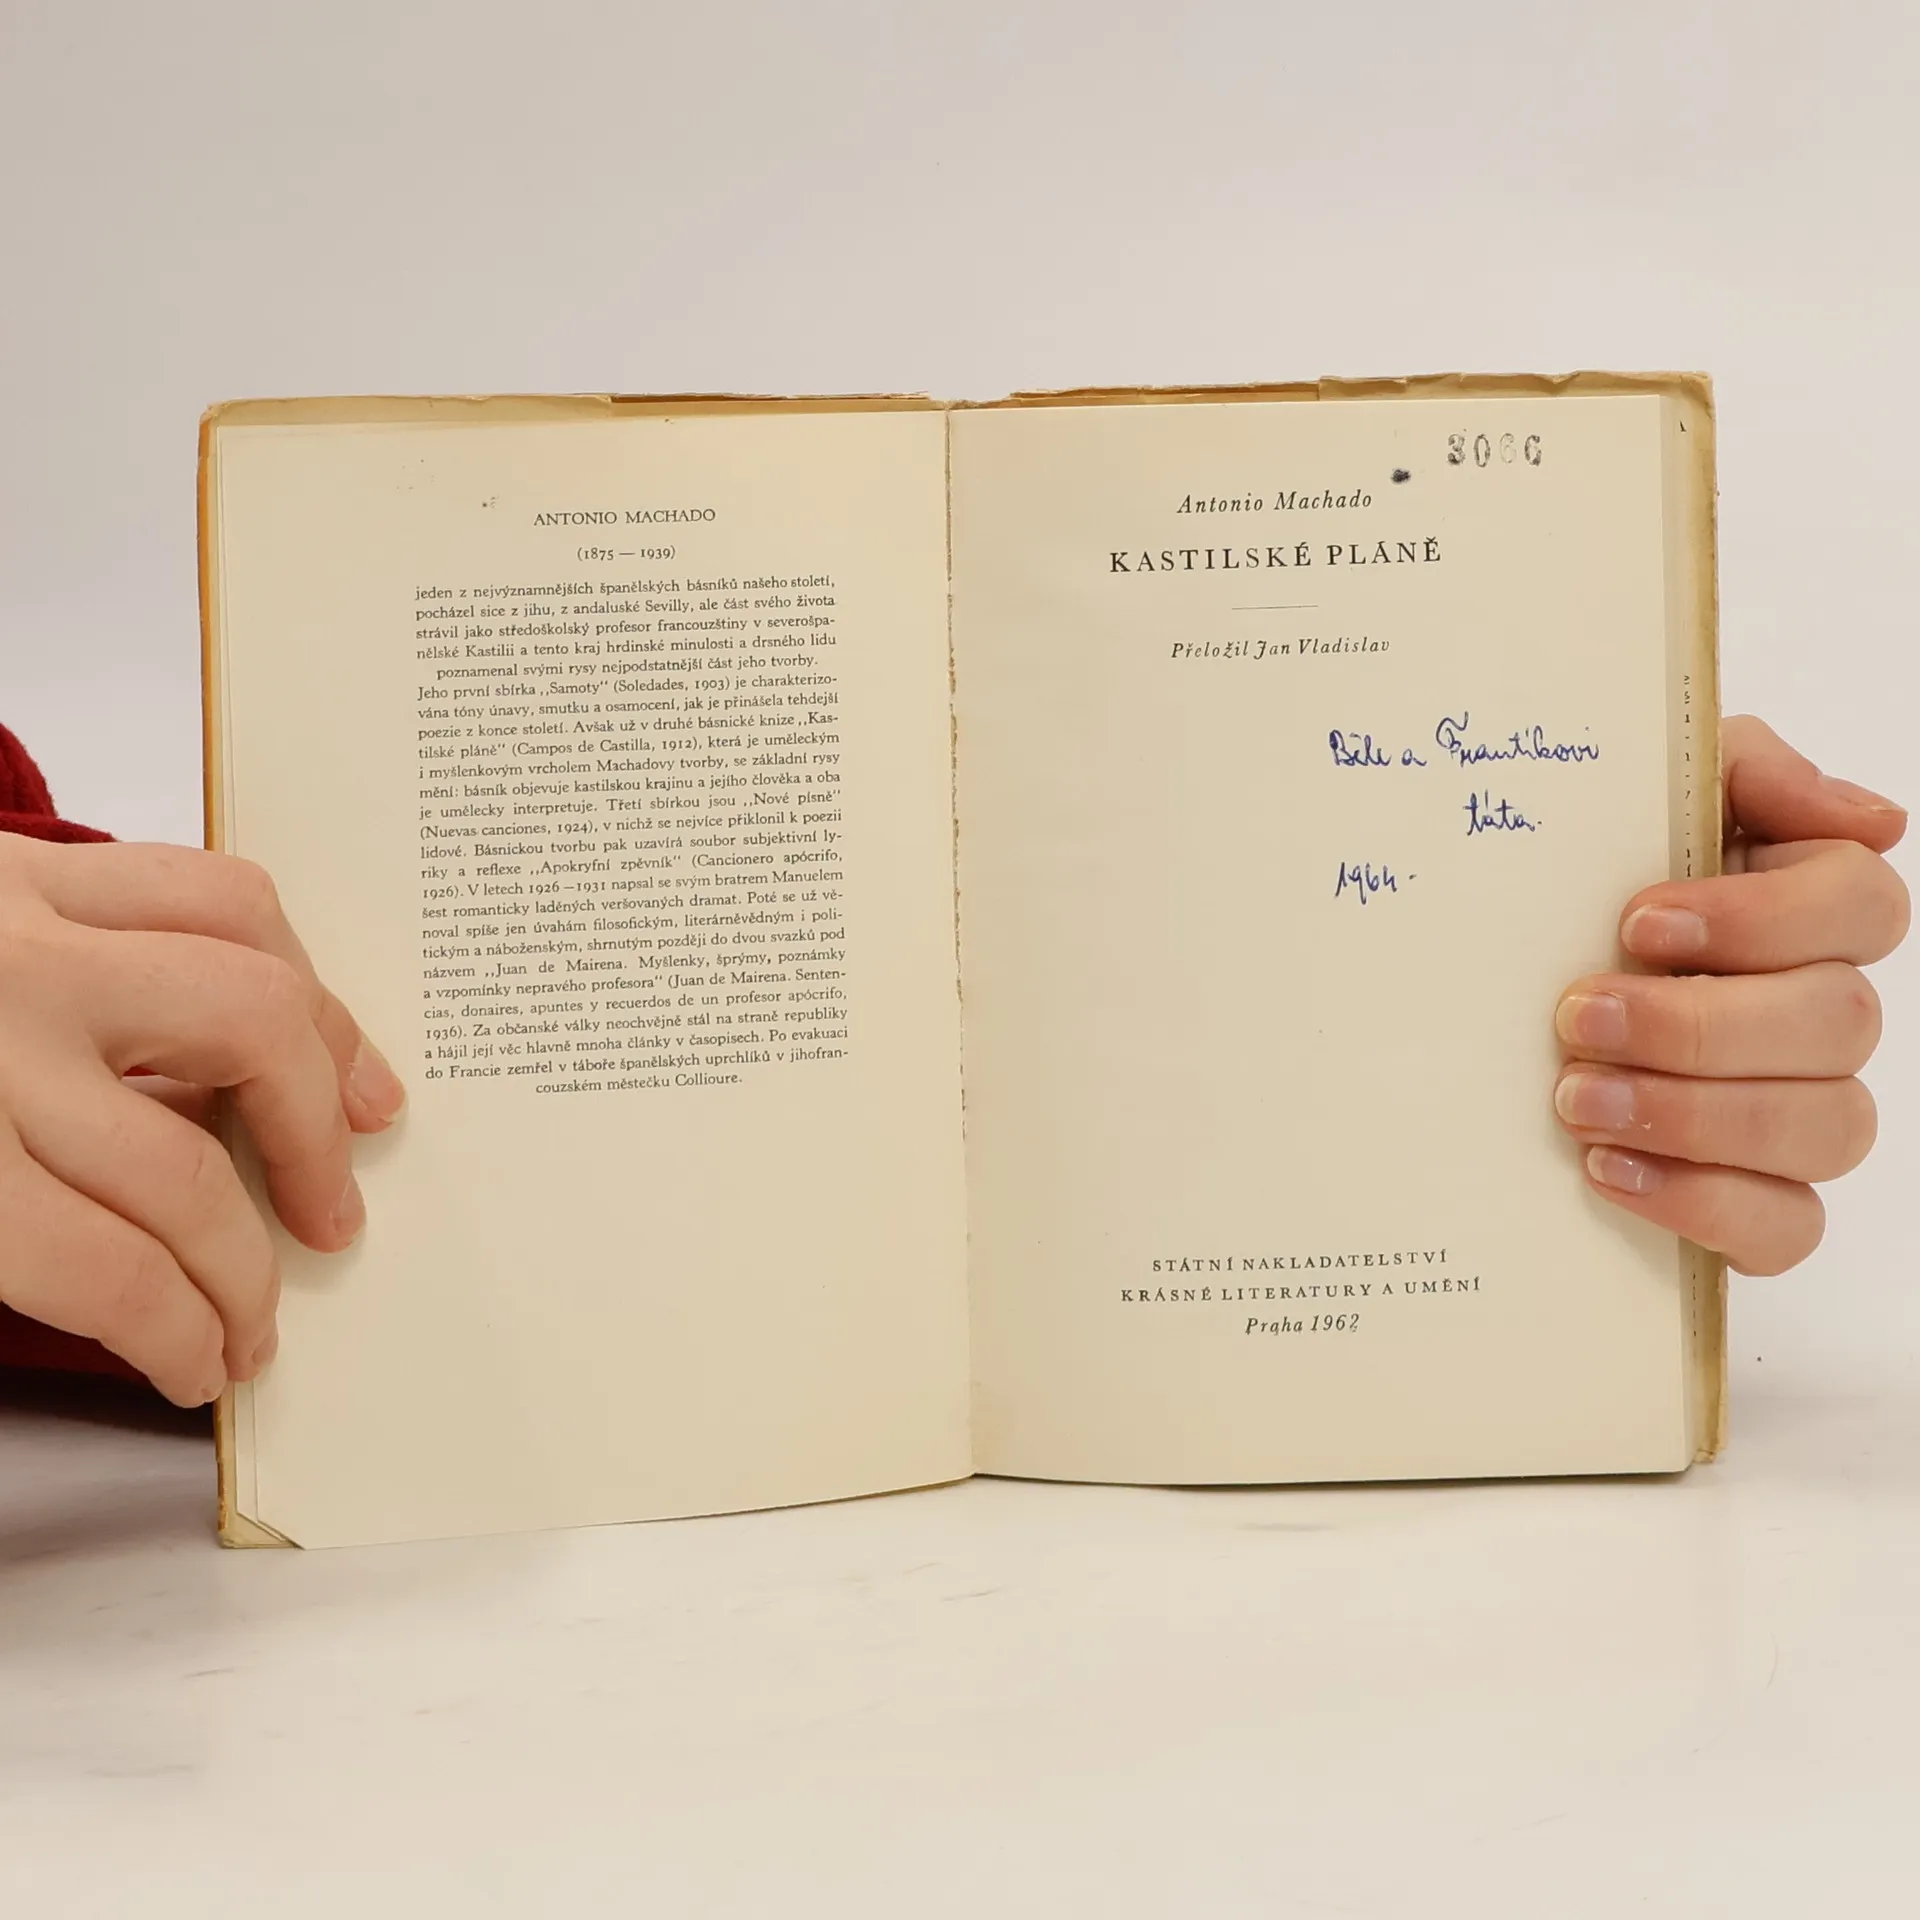 ANTONIO MACHADO
(1875 — 1939)
jeden z nejvýznamnějších španělských básníků našeho století,
pocházel sice z jihu, z andaluské Sevilly, ale část svého života
strávil jako středoškolský profesor francouzštiny v severošpa-
nělské Kastilii a tento kraj hrdinské minulosti a drsného lidu
poznamenal svými rysy nejpodstatnější část jeho tvorby.
Jeho první sbírka ,,Samoty“ (Soledades, 1903) je charakterizo-
vána tóny únavy, smutku a osamocení, jak je přinášela tehdejší
poezie z konce století. Avšak už v druhé básnické knize ,,Kas-
tilské pláně“ (Campos de Castilla, 1912), která je uměleckým
i myšlenkovým vrcholem Machadovy tvorby, se základní rysy
mění: básník objevuje kastilskou krajinu a jejího člověka a oba
je umělecky interpretuje. Třetí sbírkou jsou ,,Nové písně“
(Nuevas canciones, 1924), v nichž se nejvíce přiklonil k poezii
lidové. Básnickou tvorbu pak uzavírá soubor subjektivní ly-
riky a reflexe ,,Apokryfní zpěvník“ (Cancionero apócrifo,
1926). V letech 1926 – 1931 napsal se svým bratrem Manuelem
šest romanticky laděných veršovaných dramat. Poté se už vě-
noval spíše jen úvahám filosofickým, literárněvědným i poli-
tickým a náboženským, shrnutým později do dvou svazků pod
názvem ,,Juan de Mairena. Myšlenky, šprýmy, poznámky
a vzpomínky nepravého profesora“ (Juan de Mairena. Senten-
cias, donaires, apuntes y recuerdos de un profesor apócrifo,
1936). Za občanské války neochvějně stál na straně republiky
a hájil její věc hlavně mnoha články v časopisech. Po evakuaci
do Francie zemřel v táboře španělských uprchlíků v jihofran-
couzském městečku Collioure.
3066
Antonio Machado
KASTILSKÉ PLÁNĚ
Přeložil Jan Vladislav
Běle a Františkovi
táta.
1964 -
STÁTNÍ NAKLADATELSTVÍ
KRÁSNÉ LITERATURY A UMĚNÍ
Praha 1962